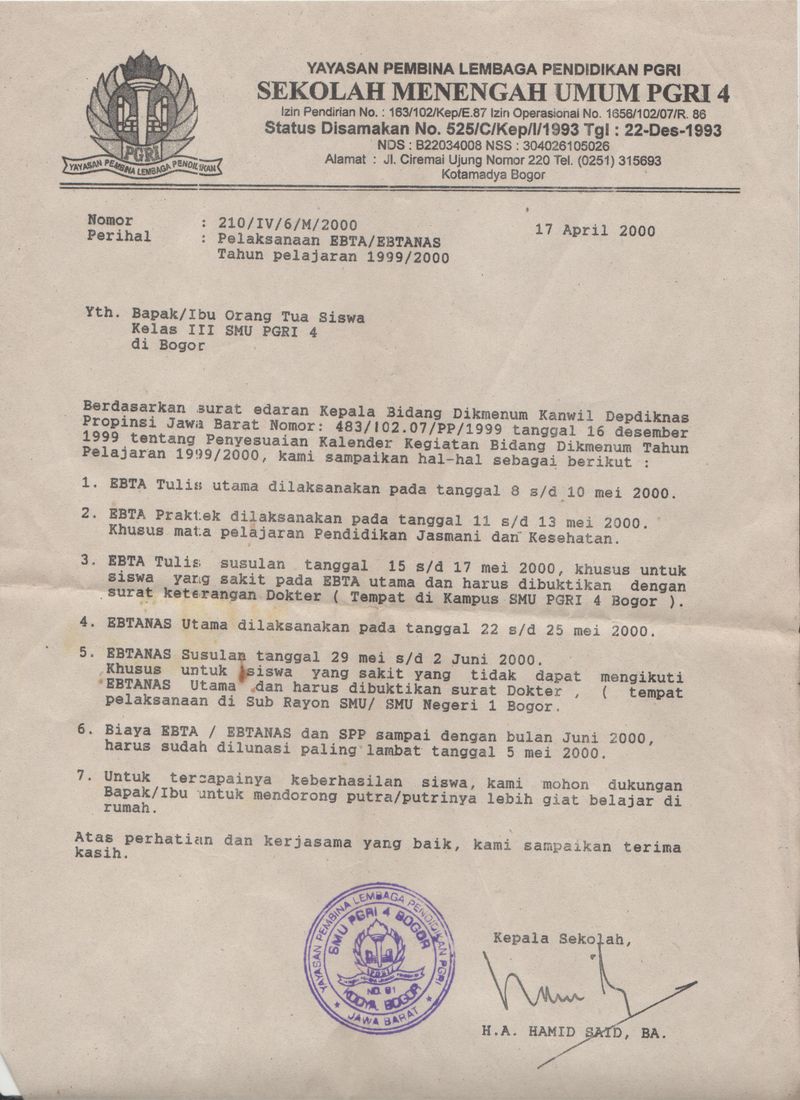 YAYASAN PEMBINA LEMBAGA PENDIDIKAN PGRI
SEKOLAH MENENGAH UMUM PGRI 4
Izin Pendirian No. : 163/102/Kep/E.87 Izin Operasional No. 1656/102/07/R. 86
Status Disamakan No. 525/C/Kep/I/1993 Tgl : 22-Des-1993
NDS : B22034008 NSS : 304026105026
Alamat : Jl. Ciremai Ujung Nomor 220 Tel. (0251) 315693
Kotamadya Bogor
PGRI
YAYASAN PEMBINA LEMBAGA PENDIDIKAN
Nomor : 210/IV/6/M/2000
17 April 2000
Perihal : Pelaksanaan EBTA/EBTANAS
Tahun pelajaran 1999/2000
Yth. Bapak/Ibu Orang Tua Siswa
Kelas III SMU PGRI 4
di Bogor
Berdasarkan surat edaran Kepala Bidang Dikmenum Kanwil Depdiknas
Propinsi Jawa Barat Nomor: 483/I02.07/PP/1999 tanggal 16 desember
1999 tentang Penyesuaian Kalender Kegiatan Bidang Dikmenum Tahun
Pelajaran 1999/2000, kami sampaikan hal-hal sebagai berikut :
1. EBTA Tulis utama dilaksanakan pada tanggal 8 s/d 10 mei 2000.
2. EBTA Praktek dilaksanakan pada tanggal 11 s/d 13 mei 2000.
Khusus mata pelajaran Pendidikan Jasmani dan Kesehatan.
3. EBTA Tulis susulan tanggal 15 s/d 17 mei 2000, khusus untuk
siswa yang sakit pada EBTA utama dan harus dibuktikan dengan
surat keterangan Dokter ( Tempat di Kampus SMU PGRI 4 Bogor ).
4. EBTANAS Utama dilaksanakan pada tanggal 22 s/d 25 mei 2000.
5. EBTANAS Susulan tanggal 29 mei s/d 2 Juni 2000.
Khusus untuk siswa yang sakit yang tidak dapat mengikuti
EBTANAS Utama dan harus dibuktikan surat Dokter , ( tempat
pelaksanaan di Sub Rayon SMU/ SMU Negeri 1 Bogor.
6. Biaya EBTA / EBTANAS dan SPP sampai dengan bulan Juni 2000,
harus sudah dilunasi paling lambat tanggal 5 mei 2000.
7. Untuk tercapainya keberhasilan siswa, kami mohon dukungan
Bapak/Ibu untuk mendorong putra/putrinya lebih giat belajar di
rumah.
Atas perhatian dan kerjasama yang baik, kami sampaikan terima
kasih.
YAYASAN PEMBINA LEMBAGA PENDIDIKAN PGRI
SMU PGRI 4 BOGOR
NO. 91
KODYA BOGOR
JAWA BARAT
Kepala Sekolah,
H.A. HAMID SAID, BA.